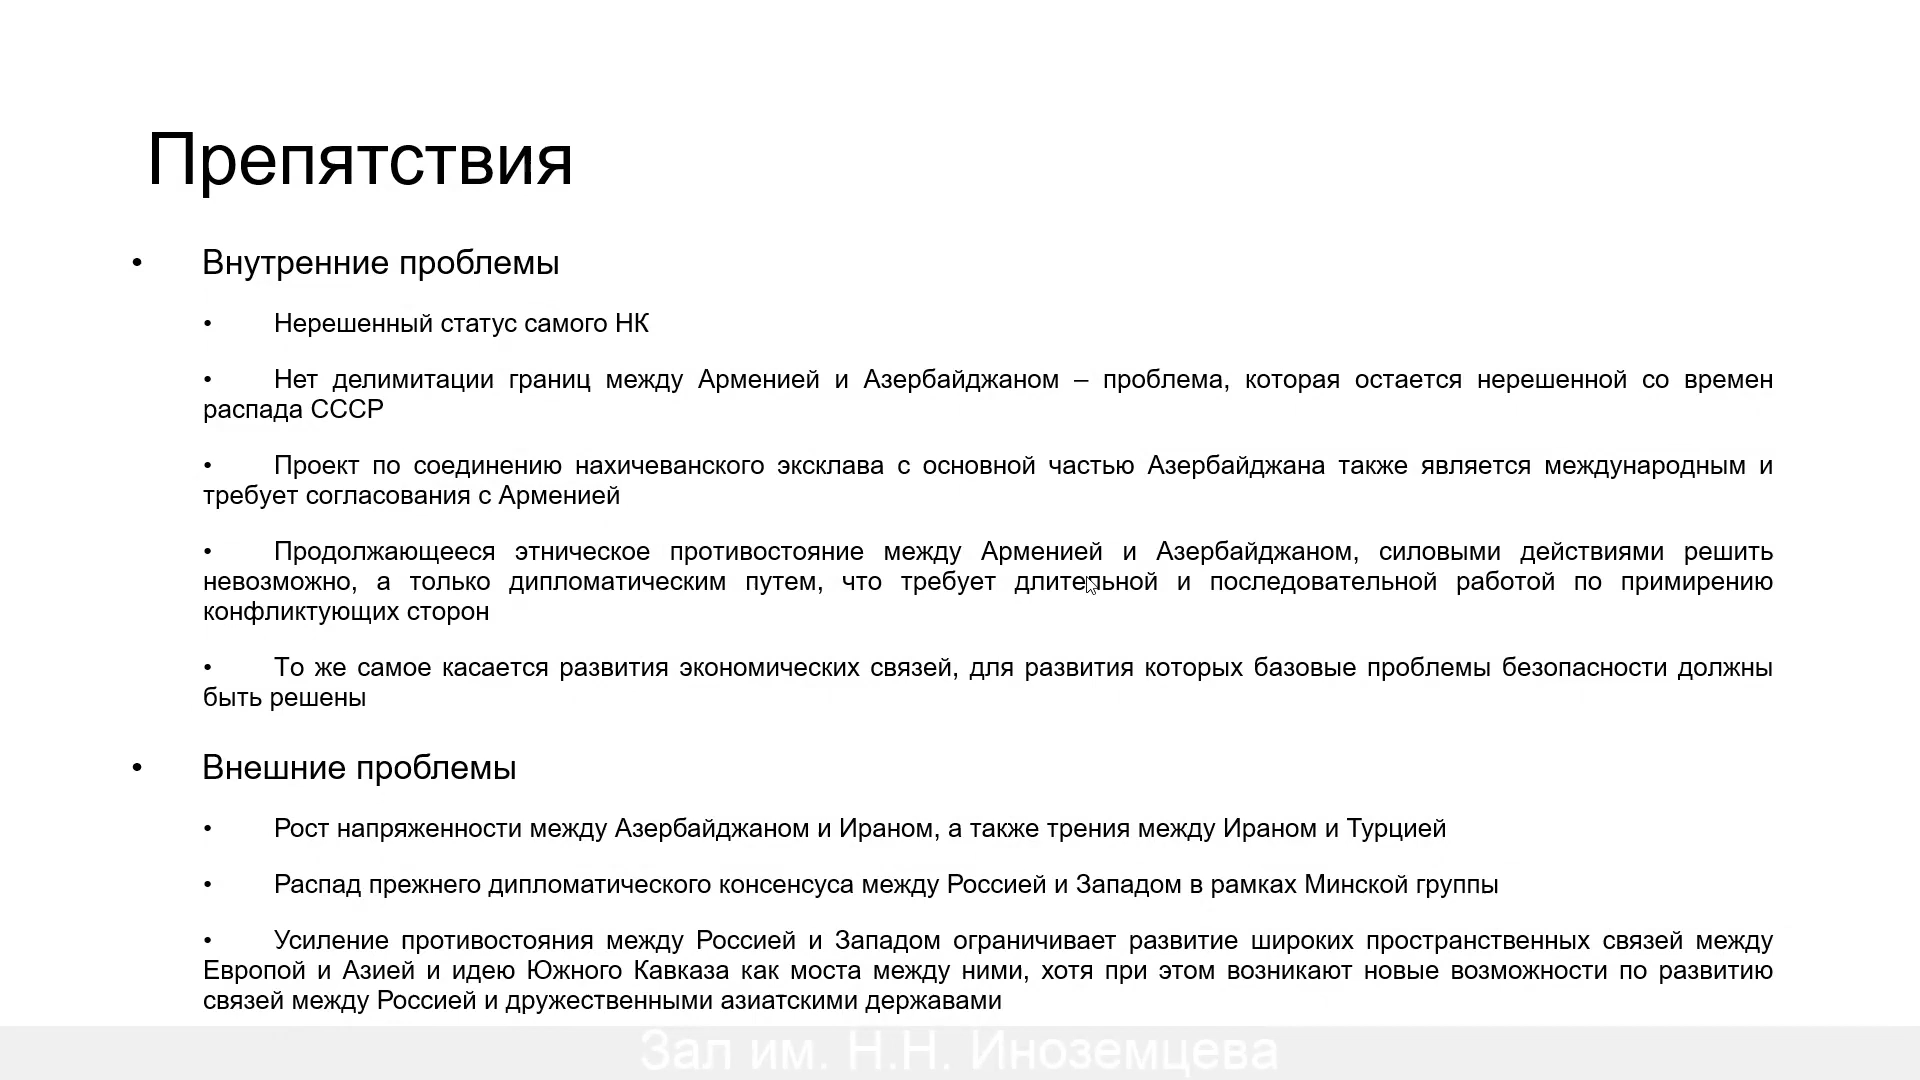 Препятствия
• Внутренние проблемы
• Нерешенный статус самого НК
• Нет делимитации границ между Арменией и Азербайджаном – проблема, которая остается нерешенной со времен
распада СССР
• Проект по соединению нахичеванского эксклава с основной частью Азербайджана также является международным и
требует согласования с Арменией
• Продолжающееся этническое противостояние между Арменией и Азербайджаном, силовыми действиями решить
невозможно, а только дипломатическим путем, что требует длительной и последовательной работой по примирению
конфликтующих сторон
• То же самое касается развития экономических связей, для развития которых базовые проблемы безопасности должны
быть решены
• Внешние проблемы
• Рост напряженности между Азербайджаном и Ираном, а также трения между Ираном и Турцией
• Распад прежнего дипломатического консенсуса между Россией и Западом в рамках Минской группы
• Усиление противостояния между Россией и Западом ограничивает развитие широких пространственных связей между
Европой и Азией и идею Южного Кавказа как моста между ними, хотя при этом возникают новые возможности по развитию
связей между Россией и дружественными азиатскими державами
Зал им. Н.Н. Иноземцева